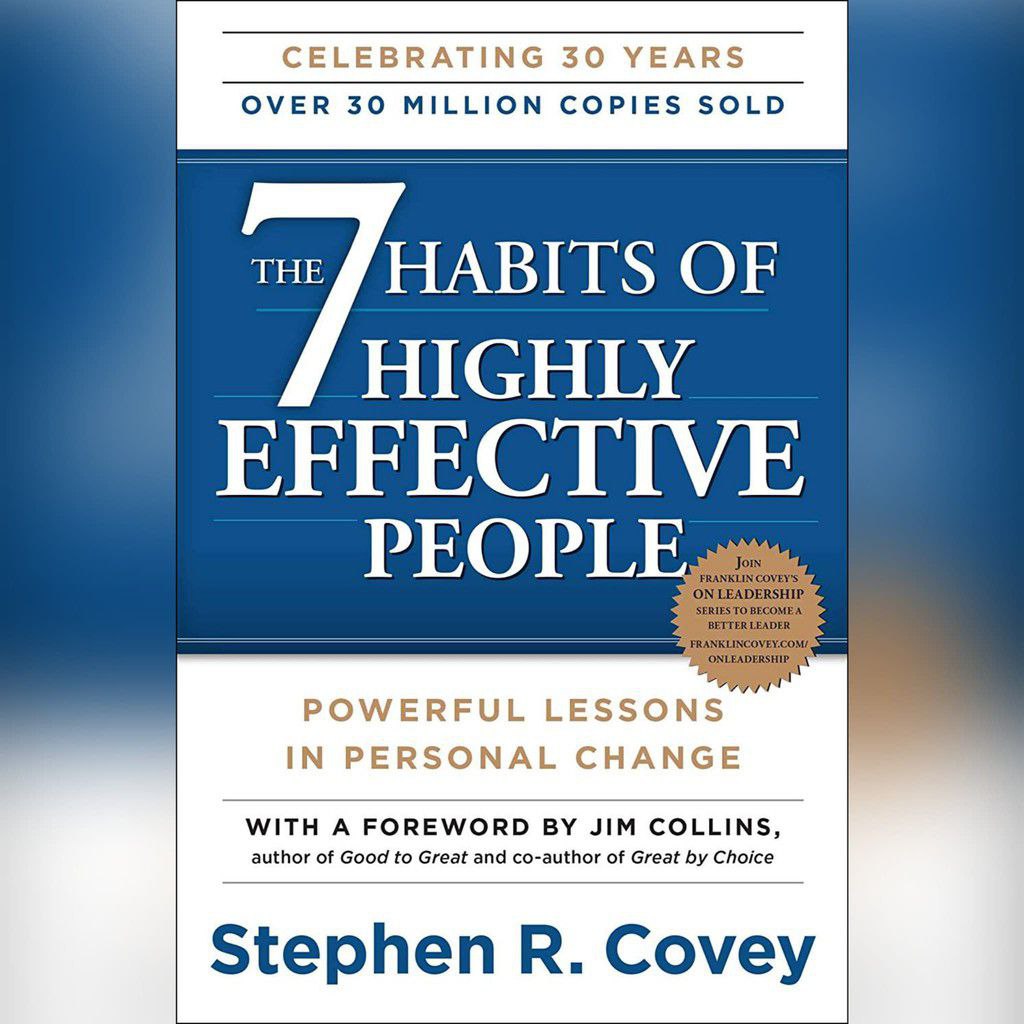 CELEBRATING 30 YEARS
OVER 30 MILLION COPIES SOLD
THE 7 HABITS OF
HIGHLY
EFFECTIVE
PEOPLE
JOIN
FRANKLIN COVEY'S
ON LEADERSHIP
SERIES TO BECOME A
BETTER LEADER
FRANKLINCOVEY.COM/
ONLEADERSHIP
POWERFUL LESSONS
IN PERSONAL CHANGE
WITH A FOREWORD BY JIM COLLINS,
author of Good to Great and co-author of Great by Choice
Stephen R. Covey